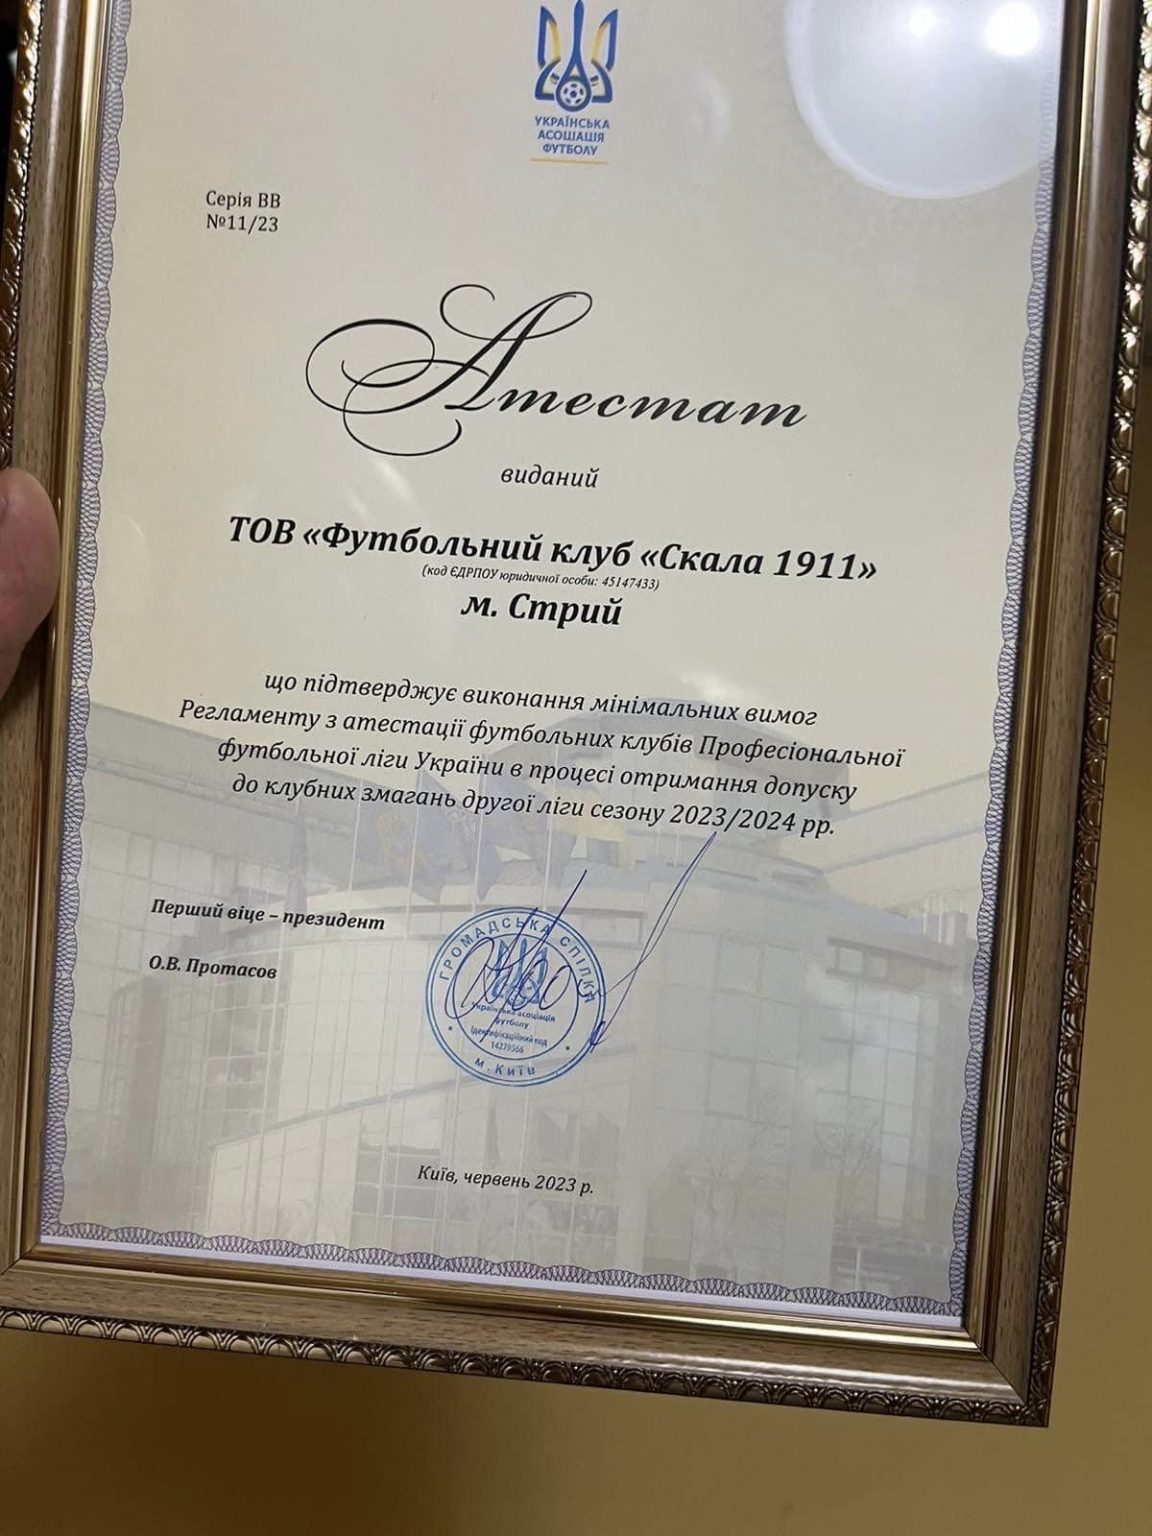 УКРАЇНСЬКА
АСОЦІАЦІЯ
ФУТБОЛУ
Серія ВВ
№11/23
Атестат
виданий
ТОВ «Футбольний клуб «Скала 1911»
(код ЄДРПОУ юридичної особи: 45147433)
м. Стрий
що підтверджує виконання мінімальних вимог
Регламенту з атестації футбольних клубів Професіональної
футбольної ліги України в процесі отримання допуску
до клубних змагань другої ліги сезону 2023/2024 рр.
Перший віце – президент
О.В. Протасов
ГРОМАДСЬКА СПІЛКА
Українська асоціація
футболу
Ідентифікаційний код
14279566
м. Київ
Київ, червень 2023 р.